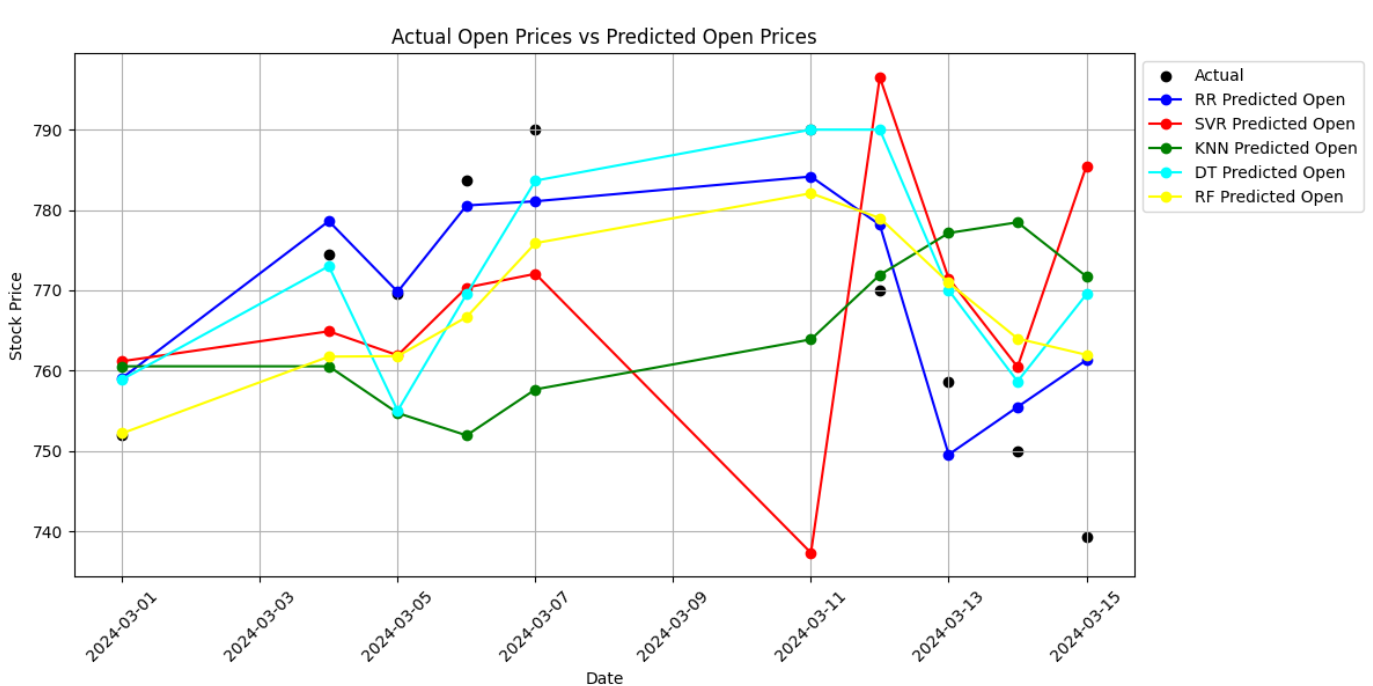 Actual Open Prices vs Predicted Open Prices
Actual
RR Predicted Open
SVR Predicted Open
KNN Predicted Open
DT Predicted Open
RF Predicted Open
Stock Price
790
780
770
760
750
740
2024-03-01
2024-03-03
2024-03-05
2024-03-07
2024-03-09
2024-03-11
2024-03-13
2024-03-15
Date